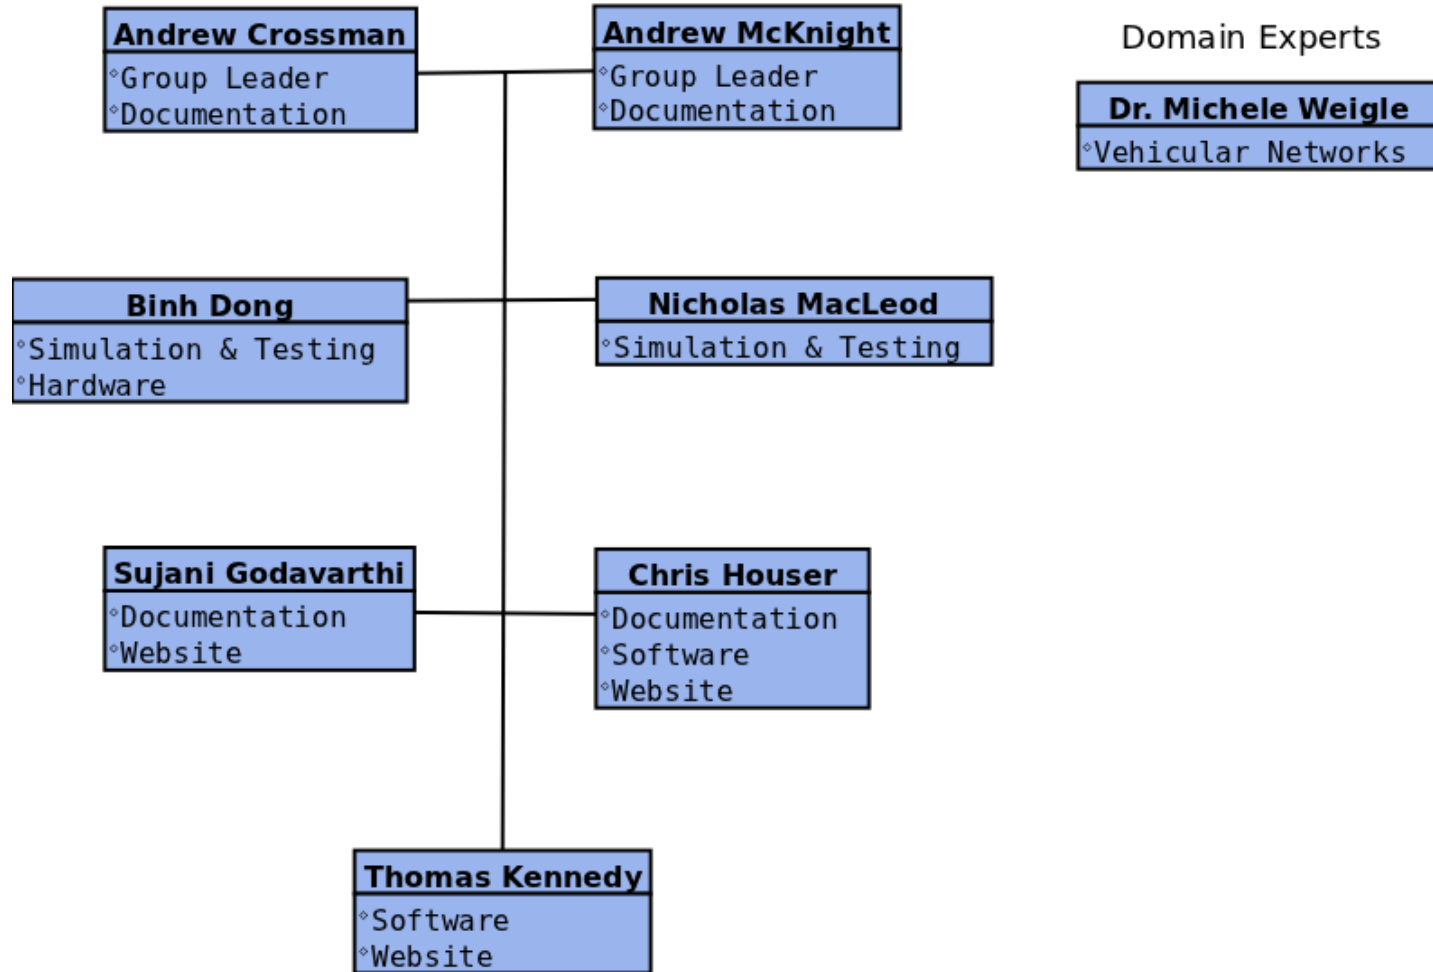 Andrew Crossman
Group Leader
Documentation
Andrew McKnight
Group Leader
Documentation
Domain Experts
Dr. Michele Weigle
Vehicular Networks
Binh Dong
Simulation & Testing
Hardware
Nicholas MacLeod
Simulation & Testing
Sujani Godavarthi
Documentation
Website
Chris Houser
Documentation
Software
Website
Thomas Kennedy
Software
Website